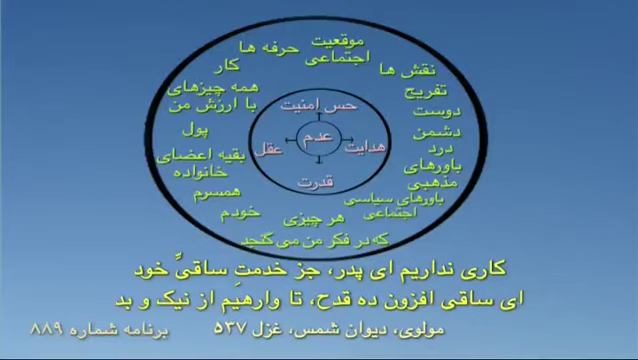 موقعیت
اجتماعی
حرفه ها
نقش ها
کار
تفریح
همه چیزهای
با ارزش من
دوست
پول
دشمن
درد
بقیه اعضای
خانواده
باورهای
مذهبی
همسرم
باورهای سیاسی
اجتماعی
خودم
هر چیزی
که در فکر من می گنجد
حس امنیت
عقل
عدم
هدایت
قدرت
کاری نداریم ای پدر، جز خدمتِ ساقیِّ خود
ای ساقی افزون ده قدح، تا وارهیم از نیک و بد
مولوی، دیوان شمس، غزل ۵۳۷
برنامه شماره ۸۸۹